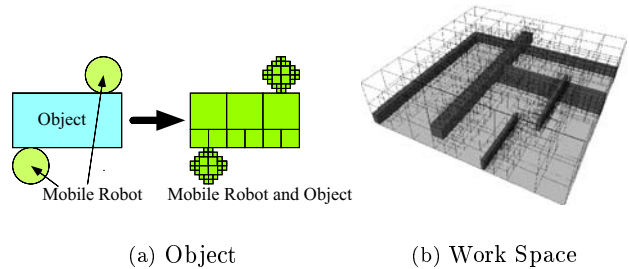 Object
Mobile Robot
Mobile Robot and Object
(a) Object
(b) Work Space